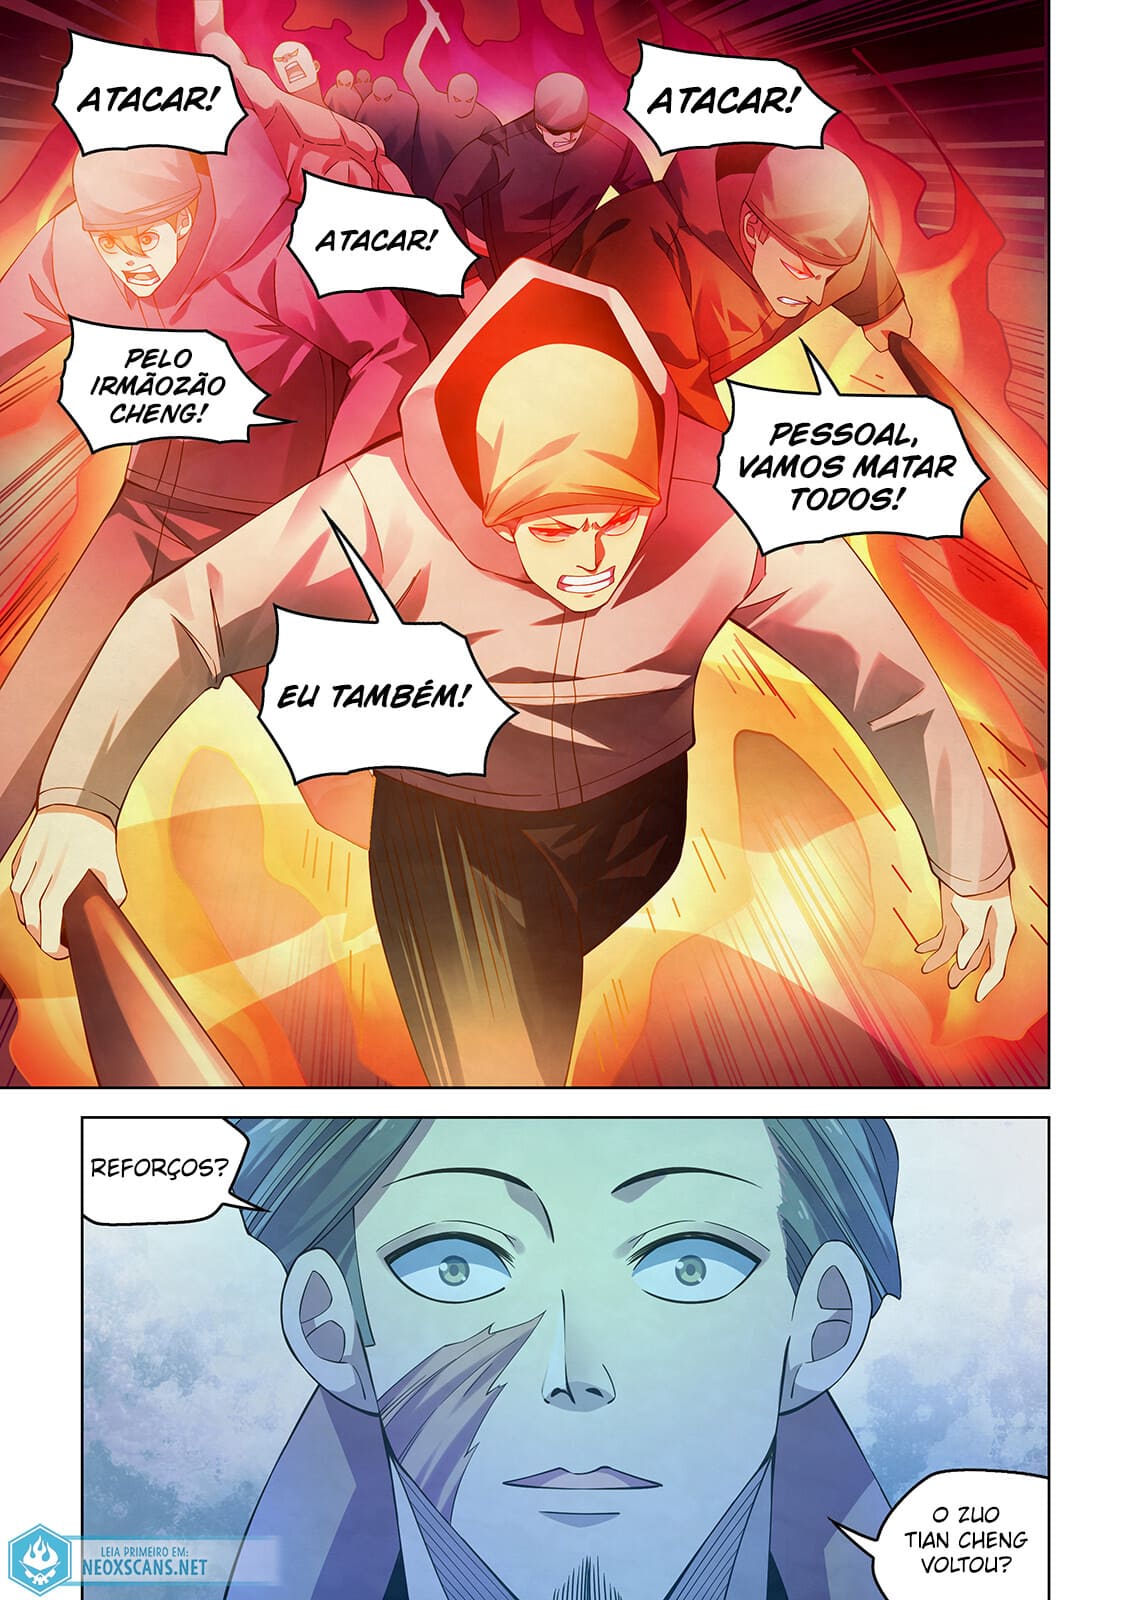 ATACAR!
ATACAR!
ATACAR!
PELO
IRMÃOZÃO
CHENG!
PESSOAL,
VAMOS MATAR
TODOS!
EU TAMBÉM!
REFORÇOS?
O ZUO
TIAN CHENG
VOLTOU?
LEIA PRIMEIRO EM:
NEOXSCANS.NET